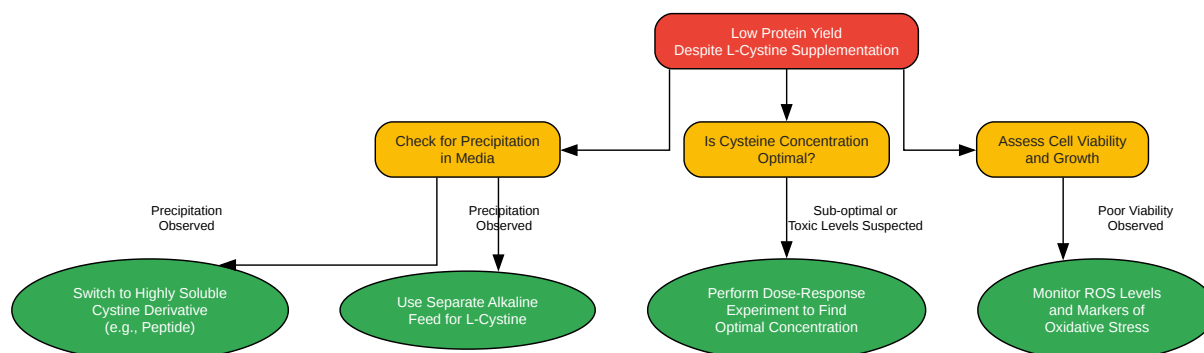 Low Protein Yield
Despite L-Cystine Supplementation
Check for Precipitation
in Media
Is Cysteine Concentration
Optimal?
Assess Cell Viability
and Growth
Precipitation
Observed
Precipitation
Observed
Sub-optimal or
Toxic Levels Suspected
Poor Viability
Observed
Switch to Highly Soluble
Cystine Derivative
(e.g., Peptide)
Use Separate Alkaline
Feed for L-Cystine
Perform Dose-Response
Experiment to Find
Optimal Concentration
Monitor ROS Levels
and Markers of
Oxidative Stress